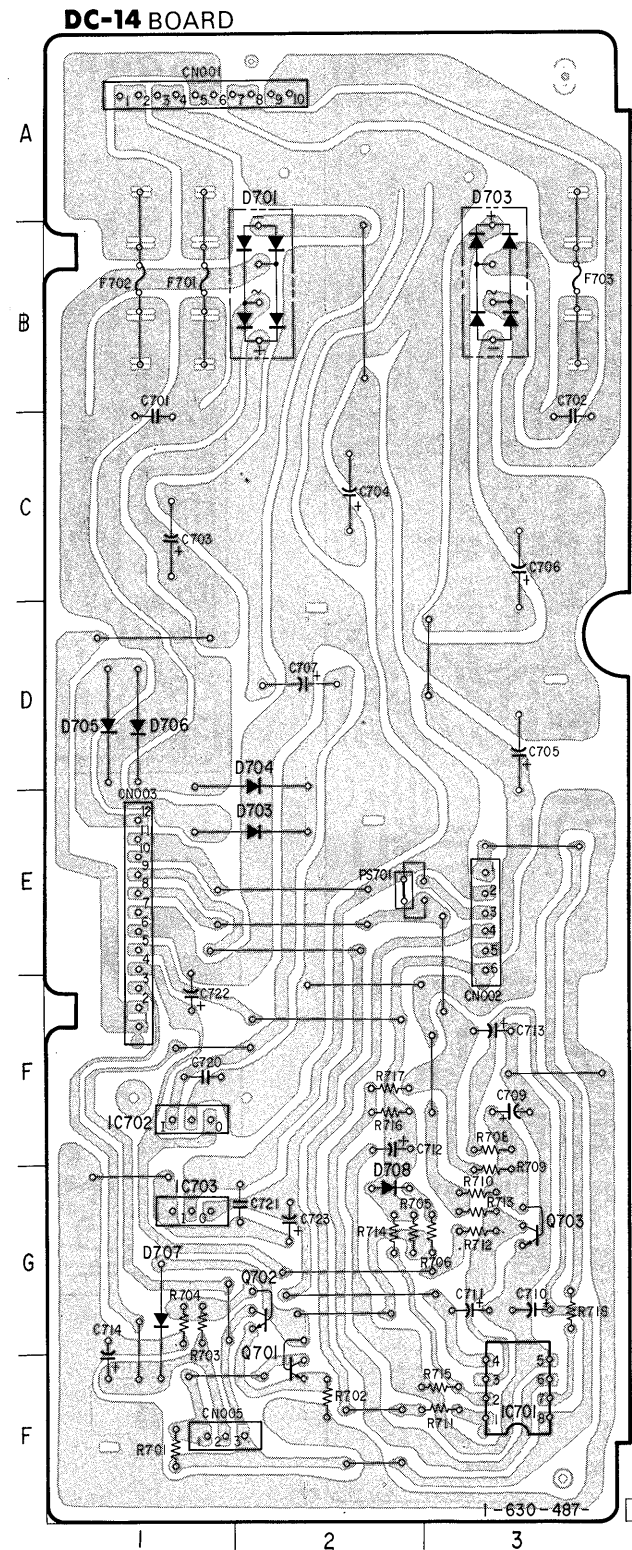 DC-14 BOARD
CN001
1 2 3 4 5 6 7 8 9 10
A
D701
D703
−
+
F702
F701
F703
~
~
B
+
−
C701
C702
C
C704
+
C703
+
C706
+
D
C707
+
D705
D706
C705
+
D704
CN003
D703
12
11
10
9
8
7
6
5
4
3
2
PS701
E
1
2
3
4
5
6
CN002
C722
+
C713
+
F
C720
R717
R716
C709
+
IC702
I
O
C712
+
R708
R709
D708
R710
IC703
I O
C721
C723
+
R705
R713
Q703
R714
R712
R706
G
D707
Q702
R704
C711
+
C710
+
R718
C714
+
R703
Q701
4 5
3 6
2 7
1 8
IC701
R715
R702
R711
F
CN005
1 2 3
R701
1-630-487-
1 2 3